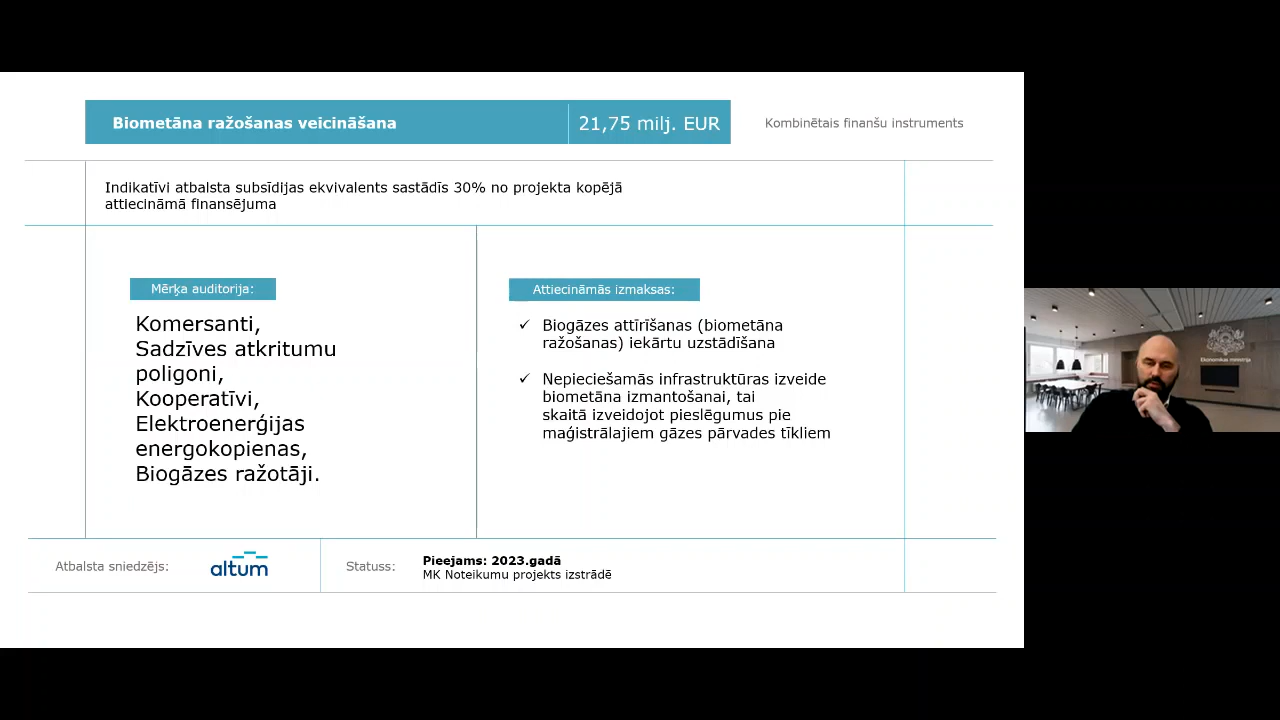 Biometāna ražošanas veicināšana
21,75 milj. EUR
Kombinētais finanšu instruments
Indikatīvi atbalsta subsīdijas ekvivalents sastādīs 30% no projekta kopējā
attiecināmā finansējuma
Mērķa auditorija:
Komersanti,
Sadzīves atkritumu
poligoni,
Kooperatīvi,
Elektroenerģijas
energokopienas,
Biogāzes ražotāji.
Attiecināmās izmaksas:
✓ Biogāzes attīrīšanas (biometāna
ražošanas) iekārtu uzstādīšana
✓ Nepieciešamās infrastruktūras izveide
biometāna izmantošanai, tai
skaitā izveidojot pieslēgumus pie
maģistrālajiem gāzes pārvades tīkliem
Ekonomikas ministrija
Atbalsta sniedzējs:
altum
Statuss:
Pieejams: 2023.gadā
MK Noteikumu projekts izstrādē